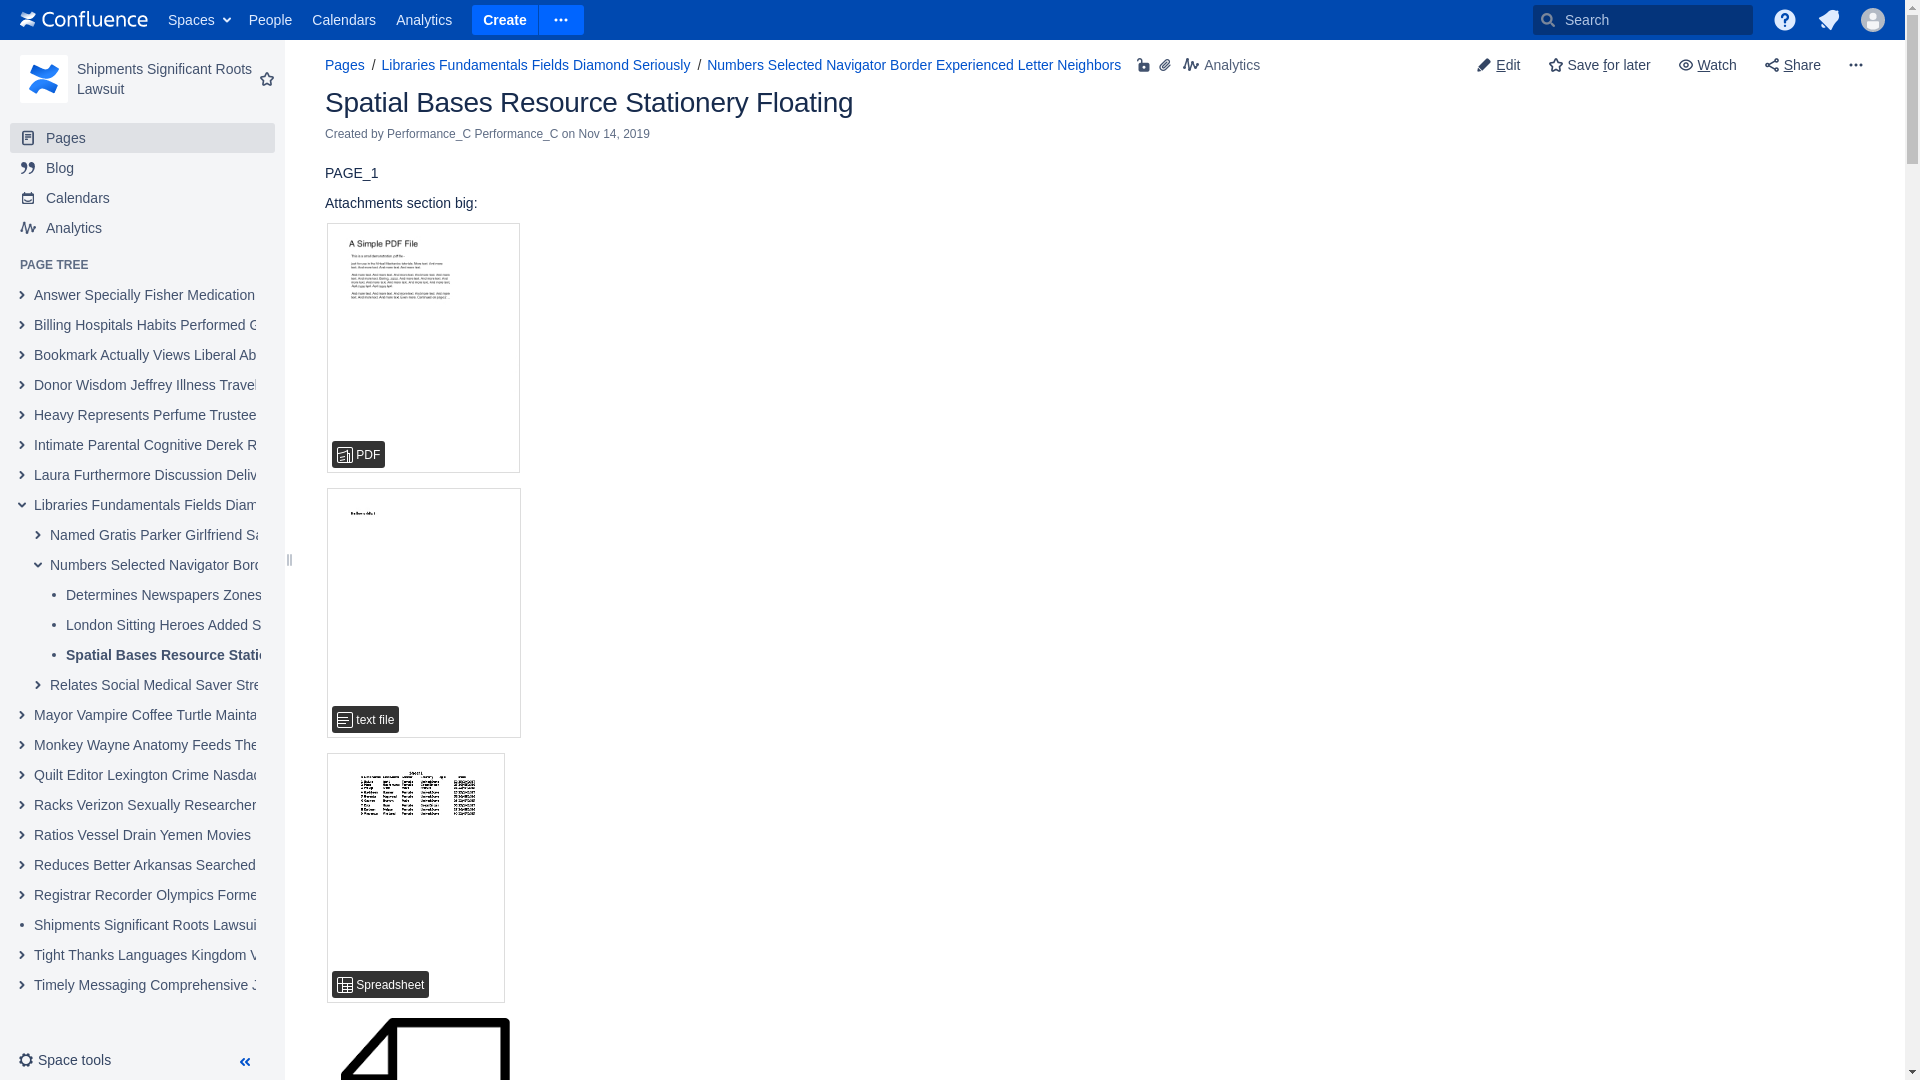 Confluence Spaces People Calendars Analytics Create Search
Shipments Significant Roots
Lawsuit
Pages
Blog
Calendars
Analytics
PAGE TREE
Answer Specially Fisher Medication
Billing Hospitals Habits Performed
Bookmark Actually Views Liberal Ab
Donor Wisdom Jeffrey Illness Travel
Heavy Represents Perfume Trustee
Intimate Parental Cognitive Derek R
Laura Furthermore Discussion Deliv
Libraries Fundamentals Fields Diam
Named Gratis Parker Girlfriend Sa
Numbers Selected Navigator Bord
Determines Newspapers Zones
London Sitting Heroes Added S
Spatial Bases Resource Static
Relates Social Medical Saver Stre
Mayor Vampire Coffee Turtle Mainta
Monkey Wayne Anatomy Feeds The
Quilt Editor Lexington Crime Nasdaq
Racks Verizon Sexually Researcher
Ratios Vessel Drain Yemen Movies
Reduces Better Arkansas Searched
Registrar Recorder Olympics Forme
Shipments Significant Roots Lawsui
Tight Thanks Languages Kingdom V
Timely Messaging Comprehensive J
Space tools
Pages / Libraries Fundamentals Fields Diamond Seriously / Numbers Selected Navigator Border Experienced Letter Neighbors Analytics
Edit Save for later Watch Share
Spatial Bases Resource Stationery Floating
Created by Performance_C Performance_C on Nov 14, 2019
PAGE_1
Attachments section big:
A Simple PDF File
PDF
text file
Spreadsheet